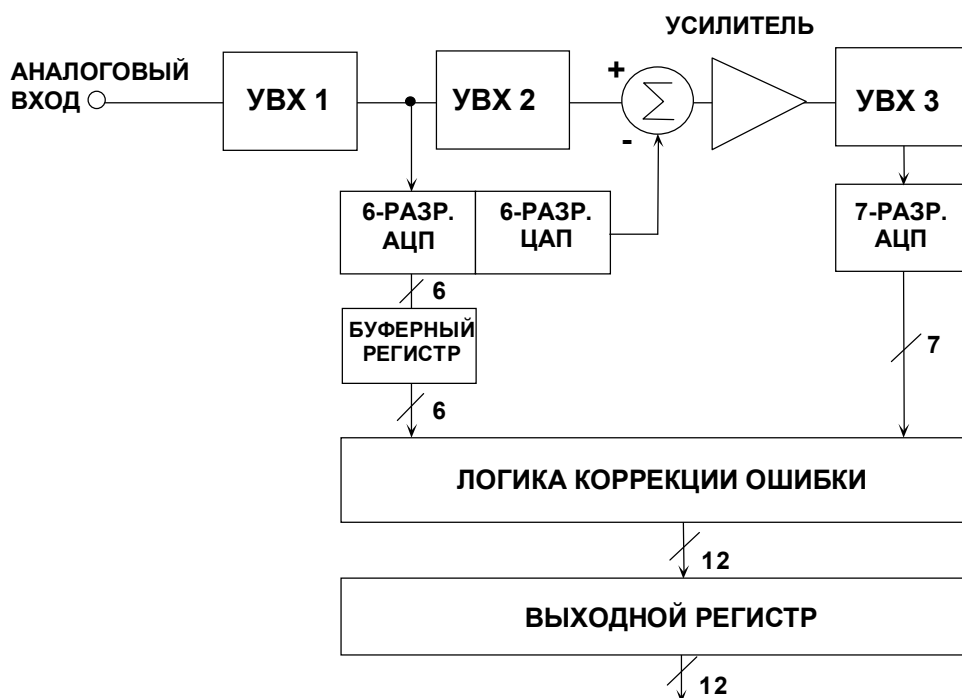 УСИЛИТЕЛЬ
АНАЛОГОВЫЙ
ВХОД
УВХ 1
УВХ 2
+
Σ
-
УВХ 3
6-РАЗР.
АЦП
6-РАЗР.
ЦАП
7-РАЗР.
АЦП
6
БУФЕРНЫЙ
РЕГИСТР
7
6
ЛОГИКА КОРРЕКЦИИ ОШИБКИ
12
ВЫХОДНОЙ РЕГИСТР
12